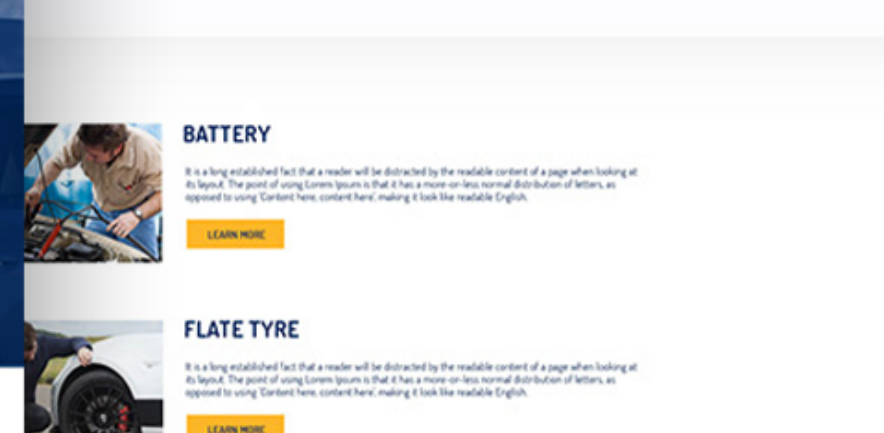 BATTERY
It is a long established fact that a reader will be distracted by the readable content of a page when looking at
its layout. The point of using Lorem Ipsum is that it has a more-or-less normal distribution of letters, as
opposed to using 'Content here, content here', making it look like readable English.
LEARN MORE
FLATE TYRE
It is a long established fact that a reader will be distracted by the readable content of a page when looking at
its layout. The point of using Lorem Ipsum is that it has a more-or-less normal distribution of letters, as
opposed to using 'Content here, content here', making it look like readable English.
LEARN MORE